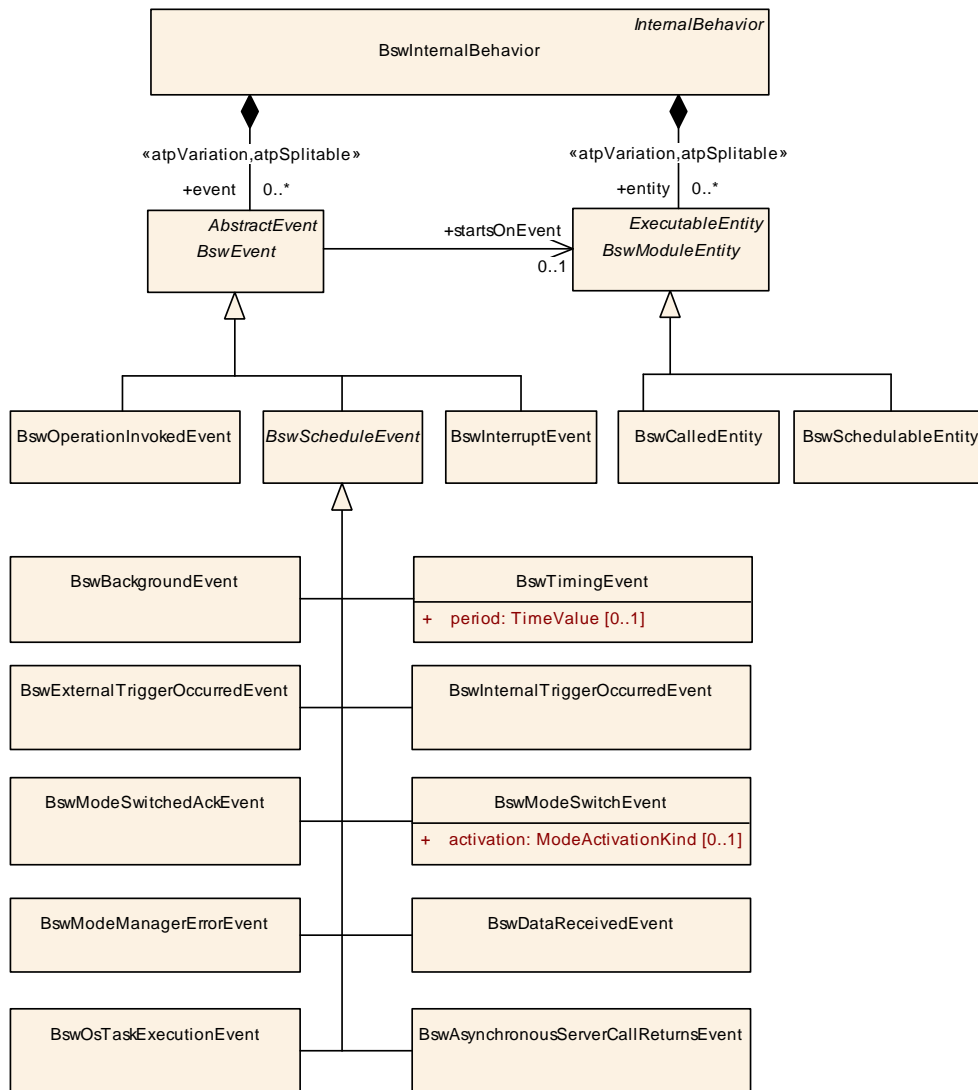 InternalBehavior
BswInternalBehavior
«atpVariation,atpSplitable»
«atpVariation,atpSplitable»
+event 0..*
+entity 0..*
AbstractEvent
BswEvent
+startsOnEvent
0..1
ExecutableEntity
BswModuleEntity
BswOperationInvokedEvent
BswScheduleEvent
BswInterruptEvent
BswCalledEntity
BswSchedulableEntity
BswBackgroundEvent
BswTimingEvent
+ period: TimeValue [0..1]
BswExternalTriggerOccurredEvent
BswInternalTriggerOccurredEvent
BswModeSwitchedAckEvent
BswModeSwitchEvent
+ activation: ModeActivationKind [0..1]
BswModeManagerErrorEvent
BswDataReceivedEvent
BswOsTaskExecutionEvent
BswAsynchronousServerCallReturnsEvent